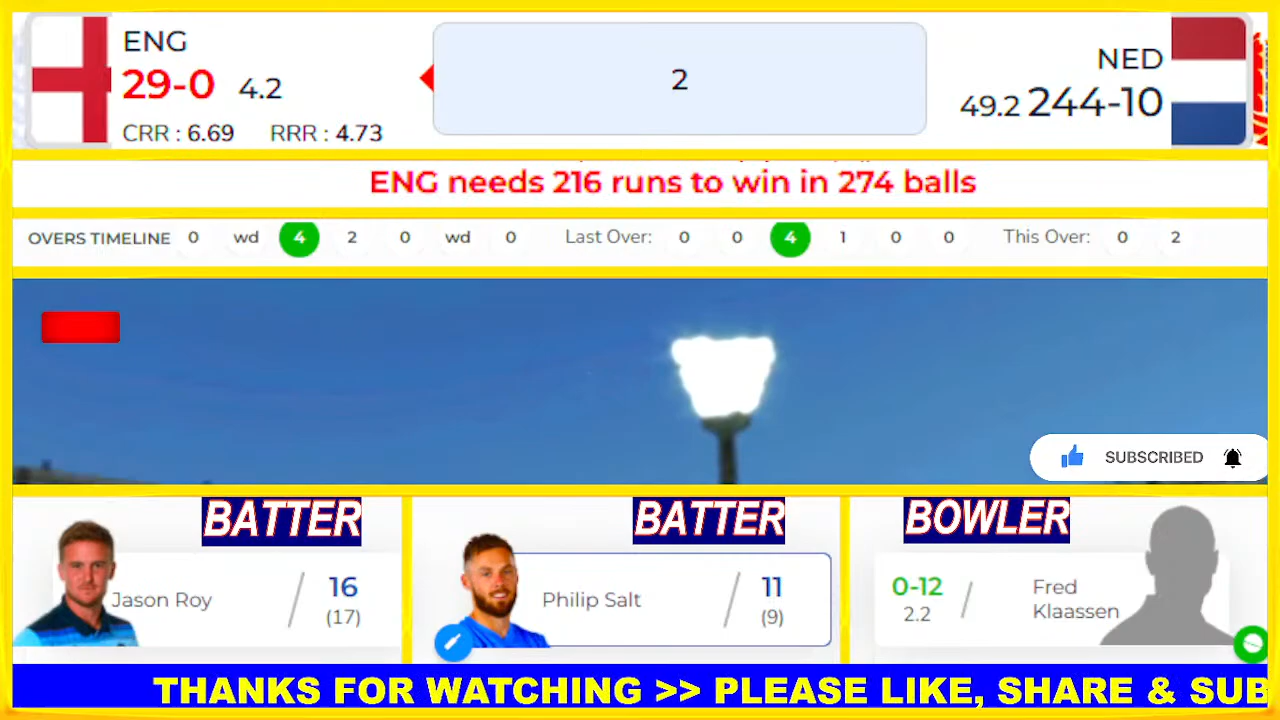 ENG
29-0 4.2
CRR : 6.69 RRR : 4.73
2
NED
49.2 244-10
ENG needs 216 runs to win in 274 balls
OVERS TIMELINE 0 wd 4 2 0 wd 0 Last Over: 0 0 4 1 0 0 This Over: 0 2
SUBSCRIBED
BATTER
Jason Roy 16
(17)
BATTER
Philip Salt 11
(9)
BOWLER
0-12
2.2
Fred
Klaassen
THANKS FOR WATCHING >> PLEASE LIKE, SHARE & SUB